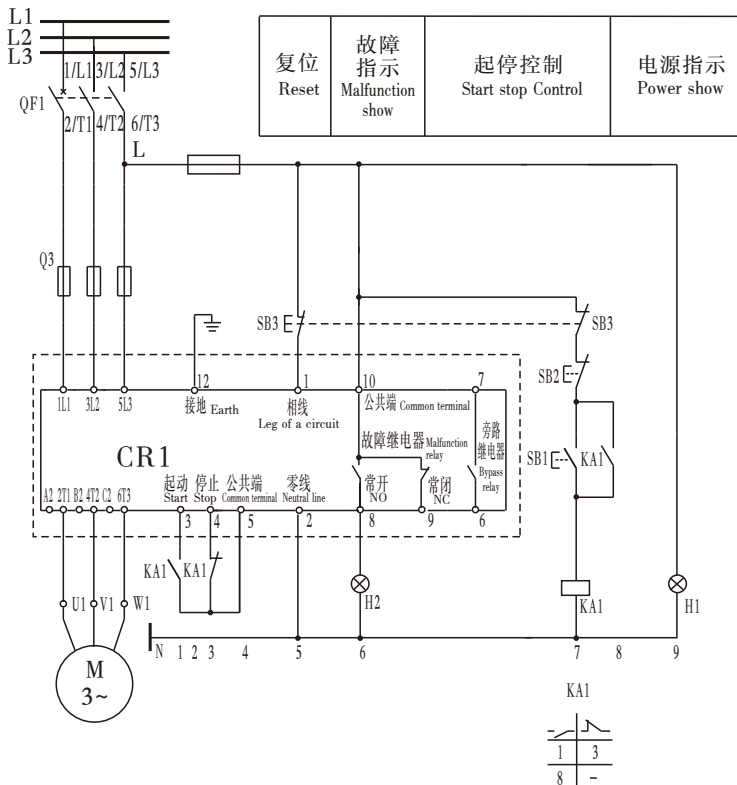 L1
L2
L3
1/L1 3/L2 5/L3
QF1
2/T1 4/T2 6/T3
L
复位
Reset
故障
指示
Malfunction
show
起停控制
Start stop Control
电源指示
Power show
Q3
SB3
SB3
SB2
SB1
KA1
12
1
10
7
1L1
3L2
5L3
接地 Earth
相线
Leg of a circuit
公共端 Common terminal
CR1
故障继电器 Malfunction
relay
旁路
继电器
Bypass
relay
起动
Start
停止
Stop
公共端
Common terminal
零线
Neutral line
常开
NO
常闭
NC
A2 2T1 B2 4T2 C2 6T3
3
4
5
2
8
9
6
KA1
KA1
H2
KA1
H1
U1
V1
W1
M
3~
N 1 2 3 4 5 6 7 8 9
KA1
1 3
8 -